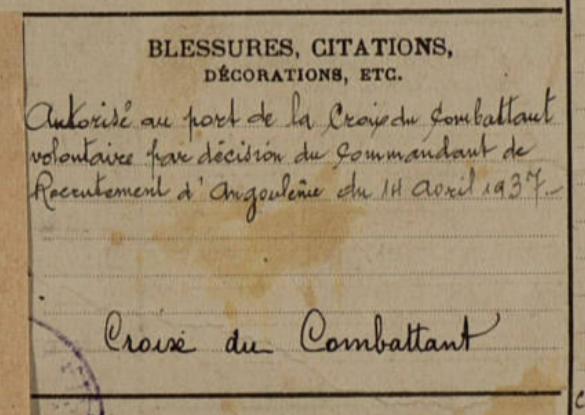 BLESSURES, CITATIONS,
DÉCORATIONS, ETC.
Autorisé au port de la Croix du Combattant
volontaire par décision du Commandant de
Recrutement d'Angoulême du 14 Avril 1937-
Croix du Combattant